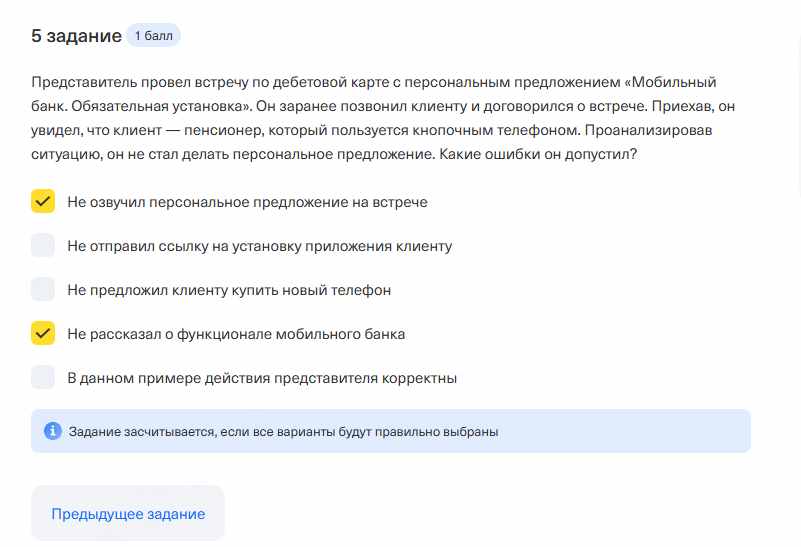 5 задание 1 балл
Представитель провел встречу по дебетовой карте с персональным предложением «Мобильный
банк. Обязательная установка». Он заранее позвонил клиенту и договорился о встрече. Приехав, он
увидел, что клиент — пенсионер, который пользуется кнопочным телефоном. Проанализировав
ситуацию, он не стал делать персональное предложение. Какие ошибки он допустил?
Не озвучил персональное предложение на встрече
Не отправил ссылку на установку приложения клиенту
Не предложил клиенту купить новый телефон
Не рассказал о функционале мобильного банка
В данном примере действия представителя корректны
Задание засчитывается, если все варианты будут правильно выбраны
Предыдущее задание